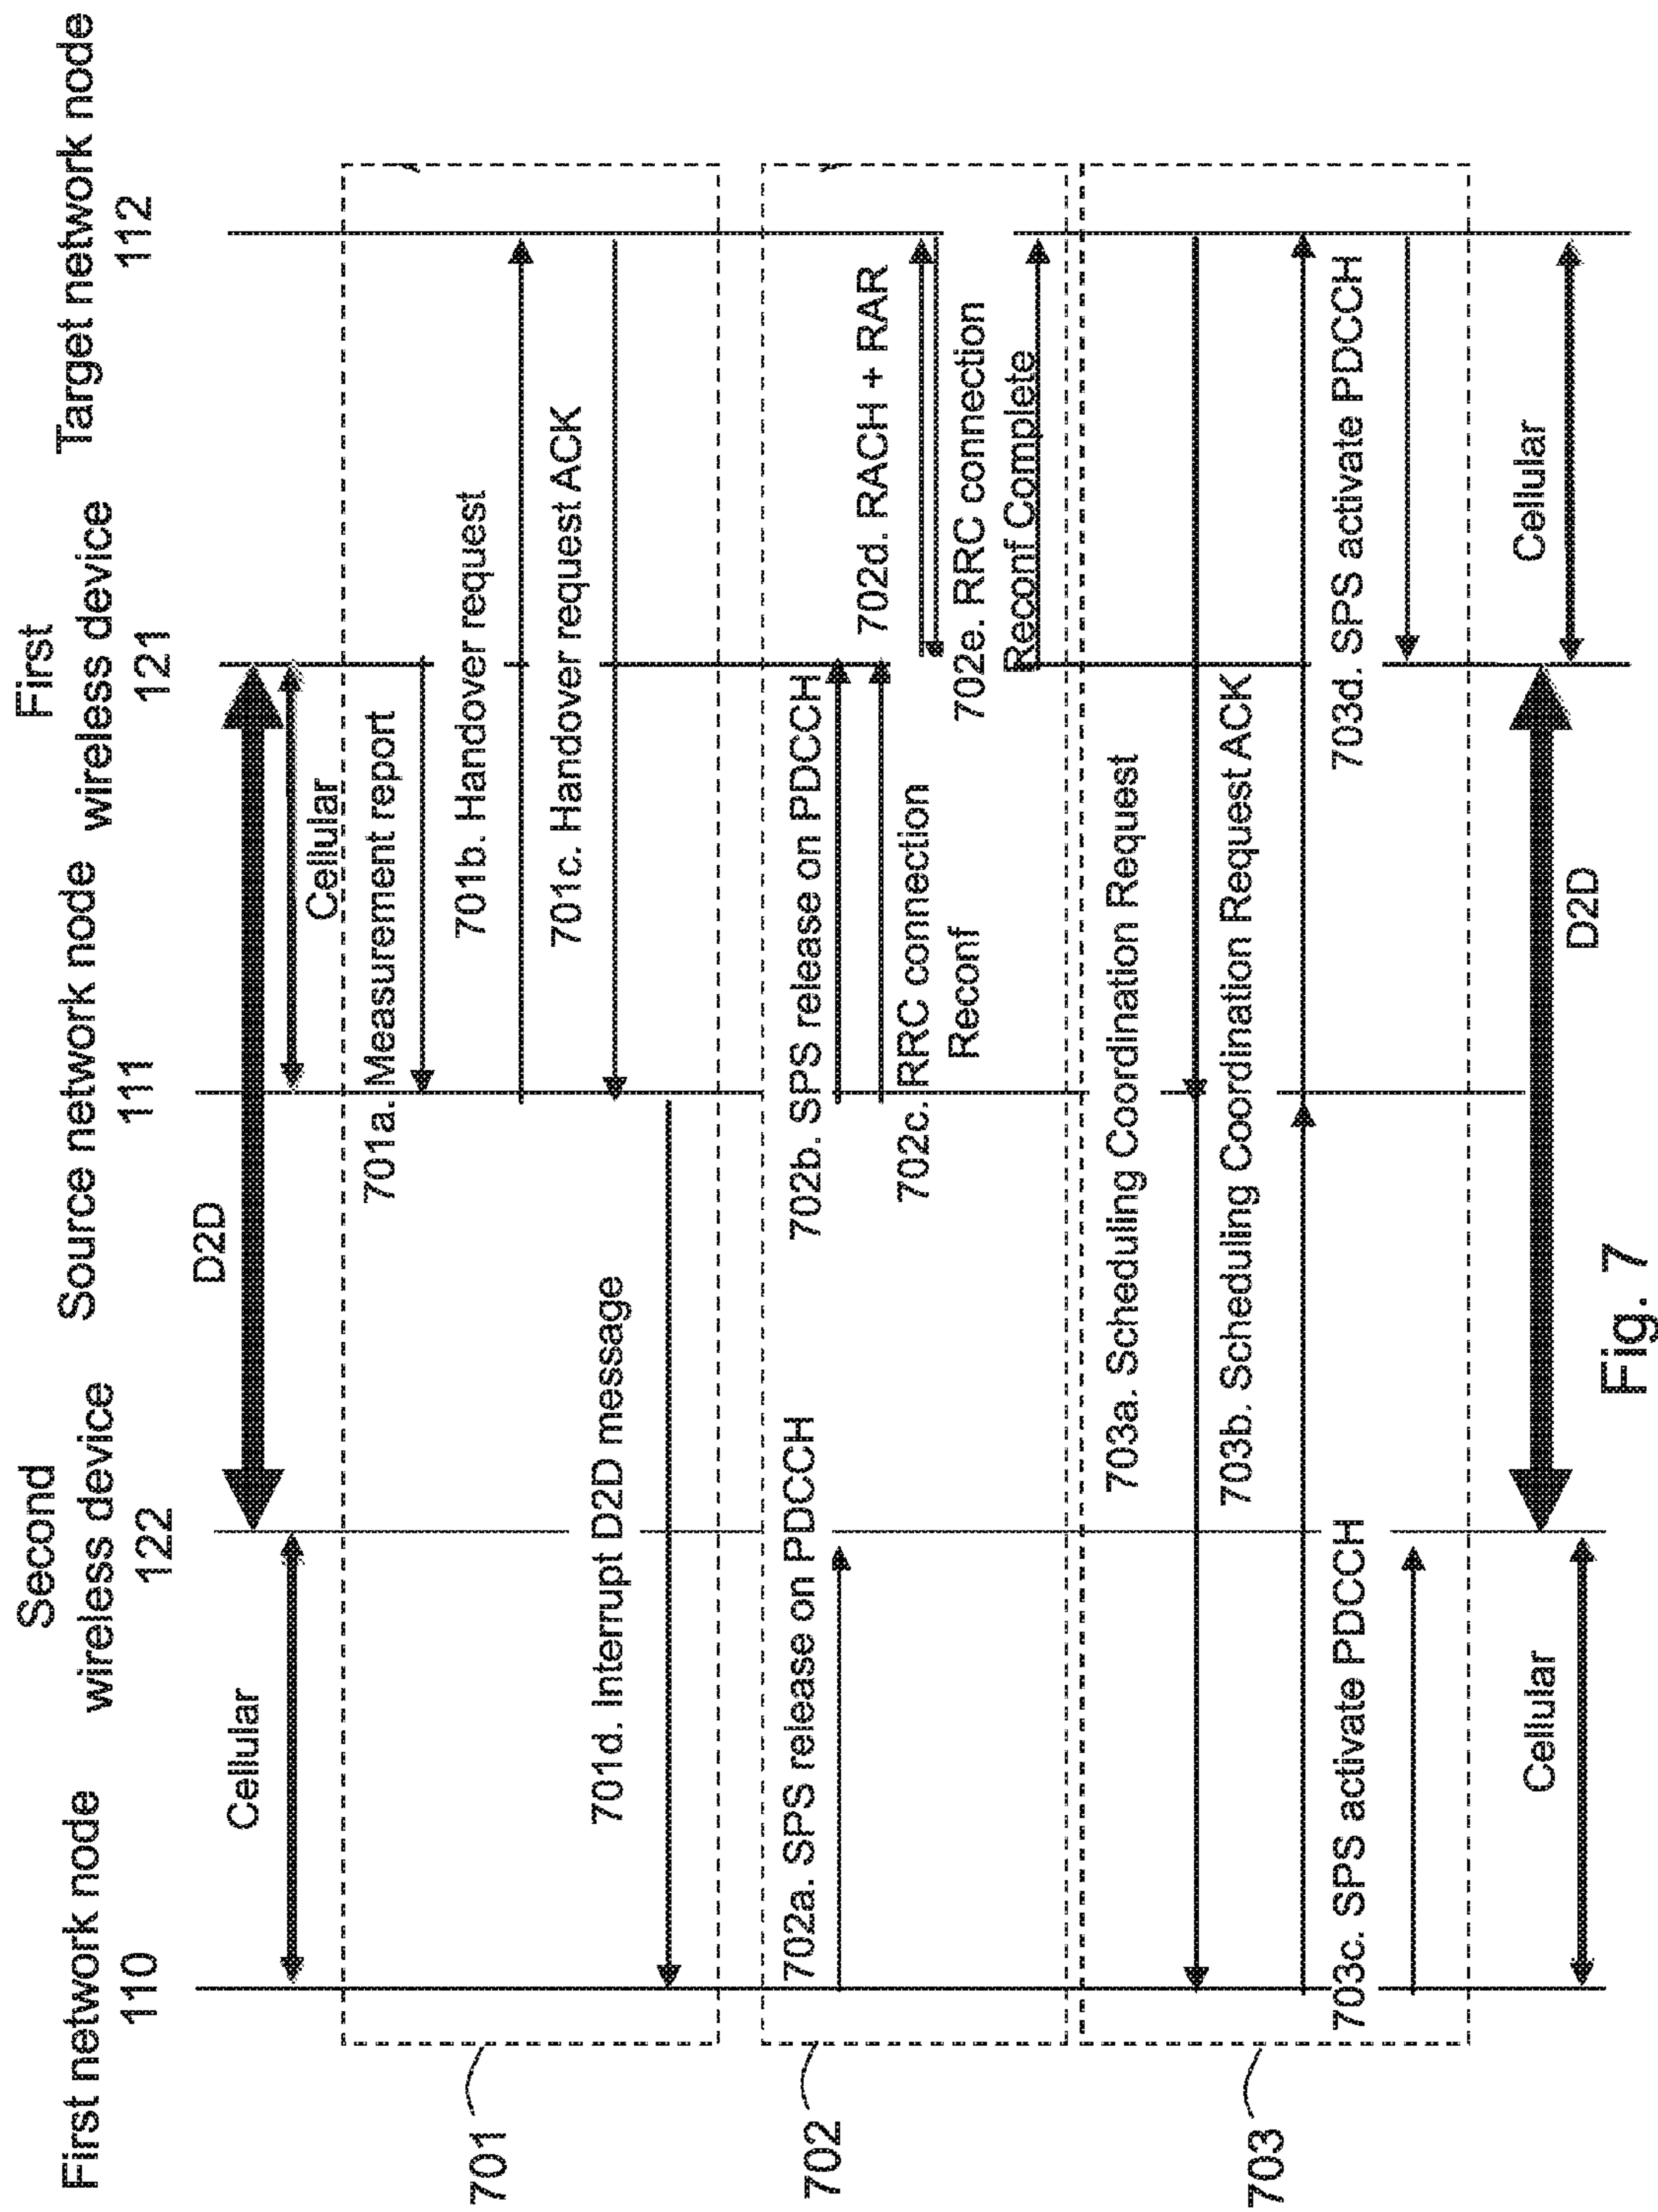 First network node
110
Second
wireless device
122
Source network node
111
First
wireless device
121
Target network node
112
D2D
Cellular
Cellular
701
701a. Measurement report
701b. Handover request
701c. Handover request ACK
701d. Interrupt D2D message
702
702a. SPS release on PDCCH
702b. SPS release on PDCCH
702c. RRC connection
Reconf
702d. RACH + RAR
702e. RRC connection
Reconf Complete
703
703a. Scheduling Coordination Request
703b. Scheduling Coordination Request ACK
703c. SPS activate PDCCH
703d. SPS activate PDCCH
Cellular
D2D
Cellular
Fig. 7